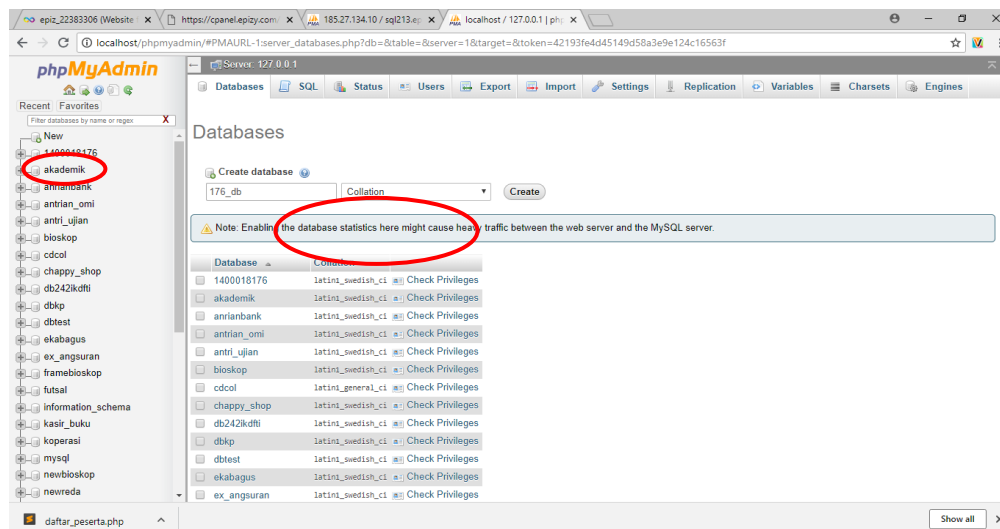 epiz_22383306 (Website
https://cpanel.epizy.com/
185.27.134.10 / sql213.ep
localhost / 127.0.0.1 | ph
localhost/phpmyadmin/#PMAURL-1:server_databases.php?db=&table=&server=1&target=&token=42193fe4d45149d58a3e9e124c16563f
phpMyAdmin
Recent Favorites
Filter databases by name or regex X
New
1400018176
akademik
anrianbank
antrian_omi
antri_ujian
bioskop
cdcol
chappy_shop
db242ikdfti
dbkp
dbtest
ekabagus
ex_angsuran
framebioskop
futsal
information_schema
kasir_buku
koperasi
mysql
newbioskop
newreda
Server: 127.0.0.1
Databases SQL Status Users Export Import Settings Replication Variables Charsets Engines
Databases
Create database
176_db Collation Create
Note: Enabling the database statistics here might cause heavy traffic between the web server and the MySQL server.
Database Collation
1400018176 latin1_swedish_ci Check Privileges
akademik latin1_swedish_ci Check Privileges
anrianbank latin1_swedish_ci Check Privileges
antrian_omi latin1_swedish_ci Check Privileges
antri_ujian latin1_swedish_ci Check Privileges
bioskop latin1_swedish_ci Check Privileges
cdcol latin1_general_ci Check Privileges
chappy_shop latin1_swedish_ci Check Privileges
db242ikdfti latin1_swedish_ci Check Privileges
dbkp latin1_swedish_ci Check Privileges
dbtest latin1_swedish_ci Check Privileges
ekabagus latin1_swedish_ci Check Privileges
ex_angsuran latin1_swedish_ci Check Privileges
daftar_peserta.php
Show all